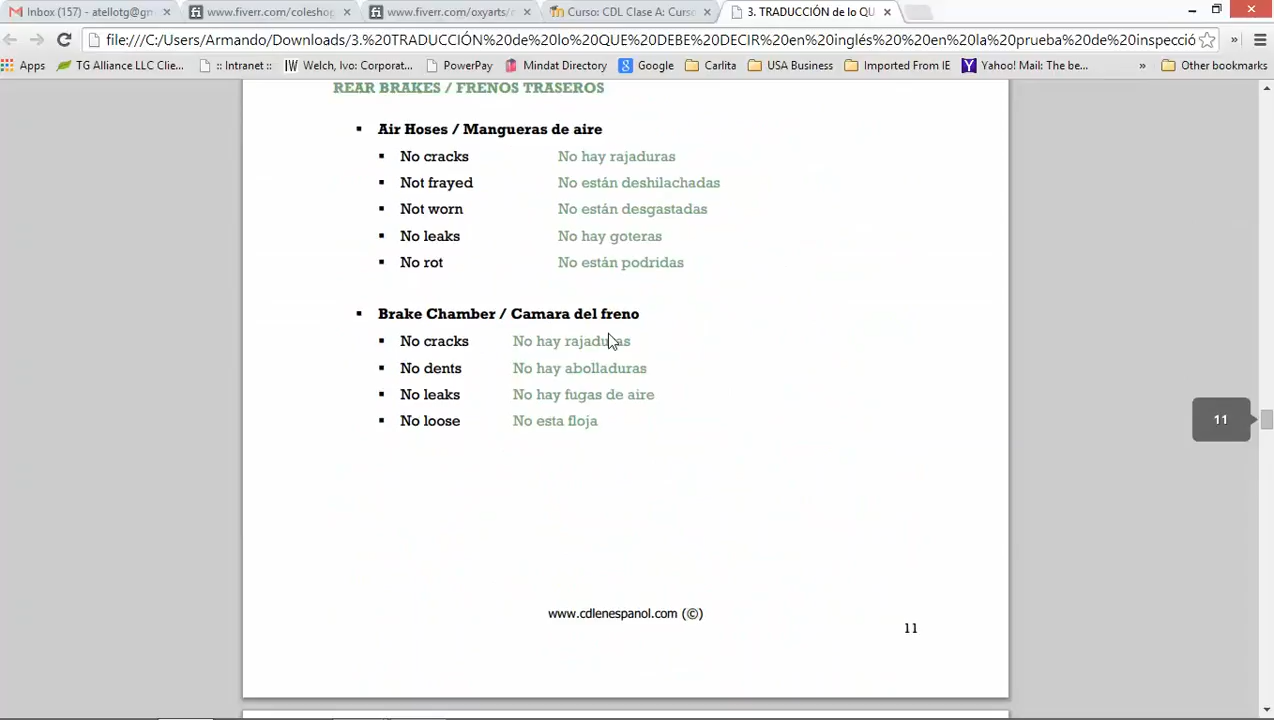 Inbox (157) - atellotg@gm
www.fiverr.com/coleshog
www.fiverr.com/oxyarts/c
Curso: CDL Clase A: Curso
3. TRADUCCIÓN de lo QU
file:///C:/Users/Armando/Downloads/3.%20TRADUCCIÓN%20de%20lo%20QUE%20DEBE%20DECIR%20en%20inglés%20%20en%20la%20prueba%20de%20inspecció
Apps
TG Alliance LLC Clie...
:: Intranet ::
Welch, Ivo: Corporat...
PowerPay
Mindat Directory
Google
Carlita
USA Business
Imported From IE
Yahoo! Mail: The be...
Other bookmarks
REAR BRAKES / FRENOS TRASEROS
Air Hoses / Mangueras de aire
No cracks No hay rajaduras
Not frayed No están deshilachadas
Not worn No están desgastadas
No leaks No hay goteras
No rot No están podridas
Brake Chamber / Camara del freno
No cracks No hay rajaduras
No dents No hay abolladuras
No leaks No hay fugas de aire
No loose No esta floja
11
www.cdlenespanol.com (©)
11